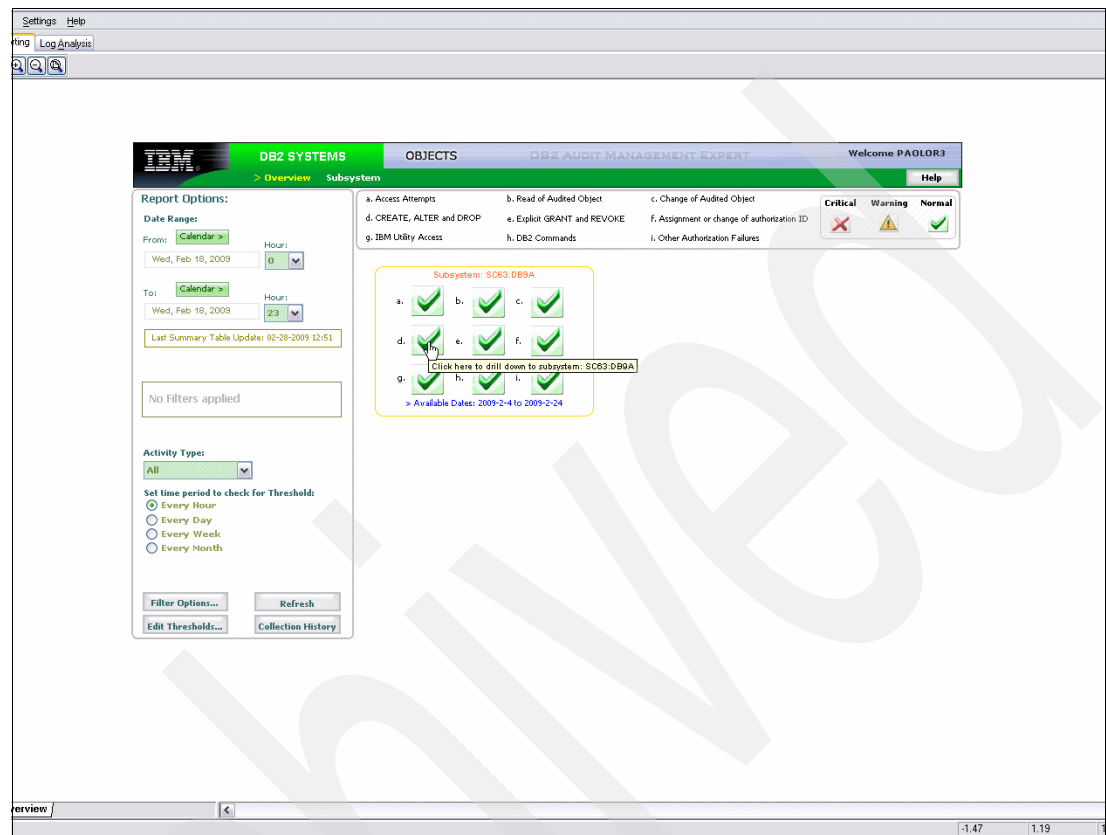 Settings Help
ting Log Analysis
IBM. DB2 SYSTEMS OBJECTS DB2 AUDIT MANAGEMENT EXPERT Welcome PAOLOR3
> Overview Subsystem Help
Report Options:
Date Range:
From: Calendar >
Hour:
Wed, Feb 18, 2009 0
To: Calendar >
Hour:
Wed, Feb 18, 2009 23
Last Summary Table Update: 02-28-2009 12:51
No Filters applied
Activity Type:
All
Set time period to check for Threshold:
Every Hour
Every Day
Every Week
Every Month
Filter Options... Refresh
Edit Thresholds... Collection History
a. Access Attempts b. Read of Audited Object c. Change of Audited Object
d. CREATE, ALTER and DROP e. Explicit GRANT and REVOKE f. Assignment or change of authorization ID
g. IBM Utility Access h. DB2 Commands i. Other Authorization Failures
Critical Warning Normal
Subsystem: SC63:DB9A
a. b. c.
d. e. f.
Click here to drill down to subsystem: SC63:DB9A
g. h. i.
» Available Dates: 2009-2-4 to 2009-2-24
erview
-1.47 1.19 1
hived